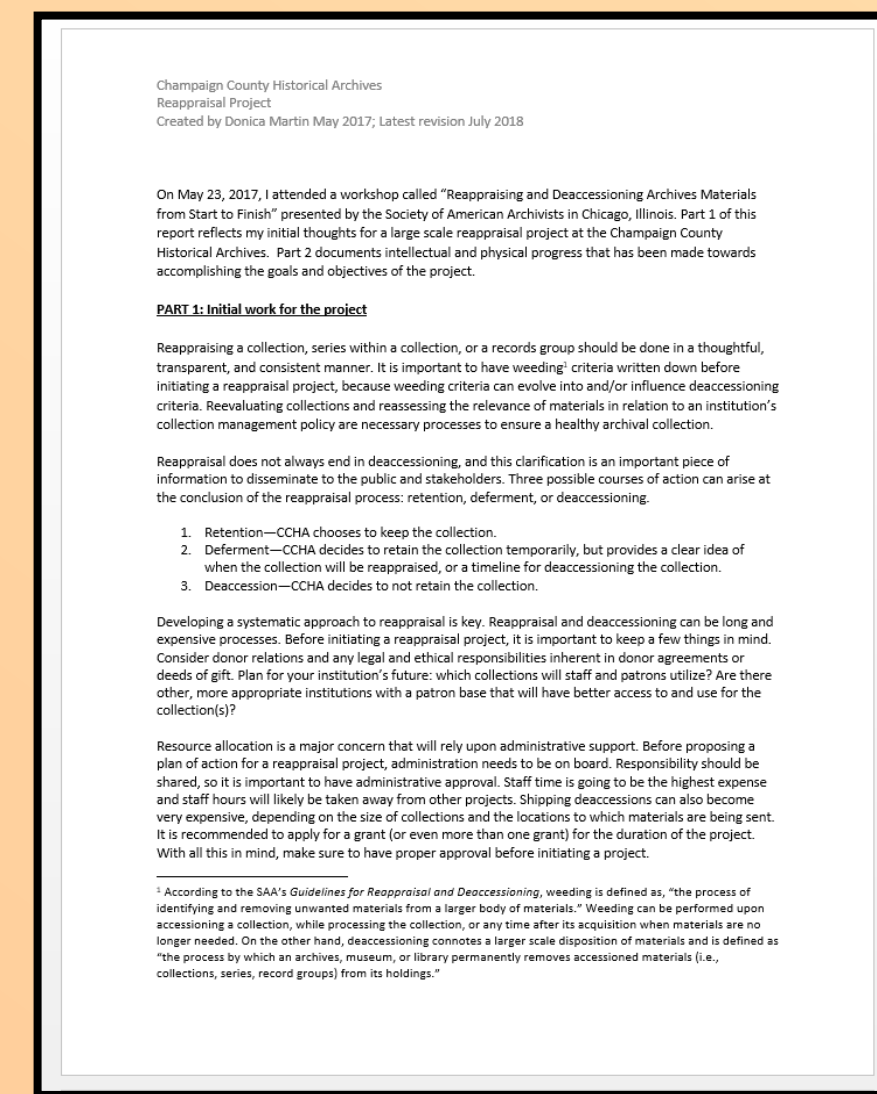 Champaign County Historical Archives
Reappraisal Project
Created by Donica Martin May 2017; Latest revision July 2018
On May 23, 2017, I attended a workshop called “Reappraising and Deaccessioning Archives Materials
from Start to Finish” presented by the Society of American Archivists in Chicago, Illinois. Part 1 of this
report reflects my initial thoughts for a large scale reappraisal project at the Champaign County
Historical Archives.  Part 2 documents intellectual and physical progress that has been made towards
accomplishing the goals and objectives of the project.
PART 1: Initial work for the project
Reappraising a collection, series within a collection, or a records group should be done in a thoughtful,
transparent, and consistent manner. It is important to have weeding¹ criteria written down before
initiating a reappraisal project, because weeding criteria can evolve into and/or influence deaccessioning
criteria. Reevaluating collections and reassessing the relevance of materials in relation to an institution’s
collection management policy are necessary processes to ensure a healthy archival collection.
Reappraisal does not always end in deaccessioning, and this clarification is an important piece of
information to disseminate to the public and stakeholders. Three possible courses of action can arise at
the conclusion of the reappraisal process: retention, deferment, or deaccessioning.
1. Retention—CCHA chooses to keep the collection.
2. Deferment—CCHA decides to retain the collection temporarily, but provides a clear idea of
when the collection will be reappraised, or a timeline for deaccessioning the collection.
3. Deaccession—CCHA decides to not retain the collection.
Developing a systematic approach to reappraisal is key. Reappraisal and deaccessioning can be long and
expensive processes. Before initiating a reappraisal project, it is important to keep a few things in mind.
Consider donor relations and any legal and ethical responsibilities inherent in donor agreements or
deeds of gift. Plan for your institution’s future: which collections will staff and patrons utilize? Are there
other, more appropriate institutions with a patron base that will have better access to and use for the
collection(s)?
Resource allocation is a major concern that will rely upon administrative support. Before proposing a
plan of action for a reappraisal project, administration needs to be on board. Responsibility should be
shared, so it is important to have administrative approval. Staff time is going to be the highest expense
and staff hours will likely be taken away from other projects. Shipping deaccessions can also become
very expensive, depending on the size of collections and the locations to which materials are being sent.
It is recommended to apply for a grant (or even more than one grant) for the duration of the project.
With all this in mind, make sure to have proper approval before initiating a project.
¹ According to the SAA’s Guidelines for Reappraisal and Deaccessioning, weeding is defined as, “the process of
identifying and removing unwanted materials from a larger body of materials.” Weeding can be performed upon
accessioning a collection, while processing the collection, or any time after its acquisition when materials are no
longer needed. On the other hand, deaccessioning connotes a larger scale disposition of materials and is defined as
“the process by which an archives, museum, or library permanently removes accessioned materials (i.e.,
collections, series, record groups) from its holdings.”